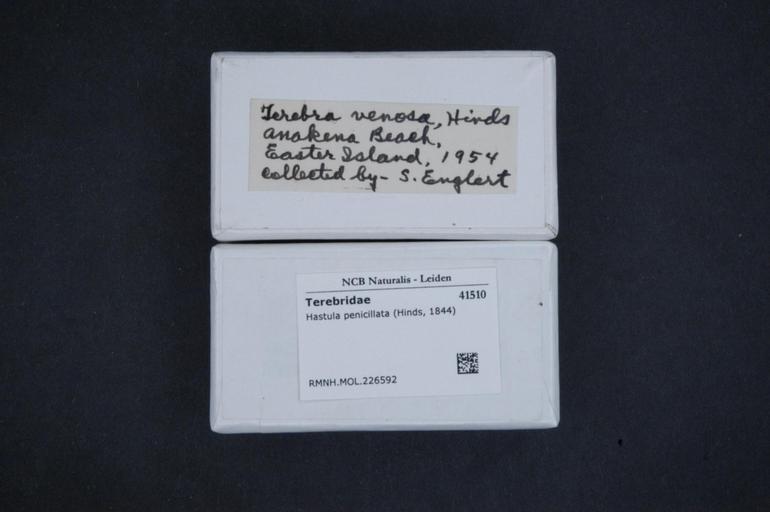 Terebra venosa, Hinds
Anakena Beach,
Easter Island, 1954
collected by - S. Englert
NCB Naturalis - Leiden
Terebridae 41510
Hastula penicillata (Hinds, 1844)
RMNH.MOL.226592